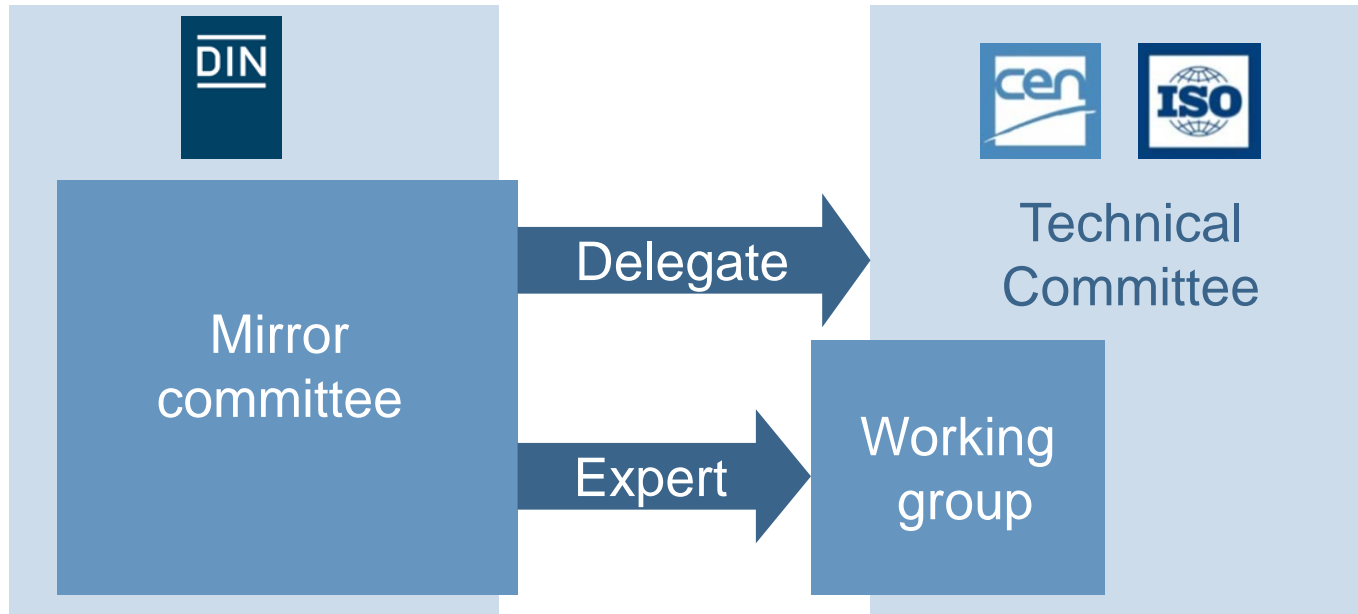 DIN
cen
ISO
Technical
Committee
Delegate
Mirror
committee
Working
group
Expert